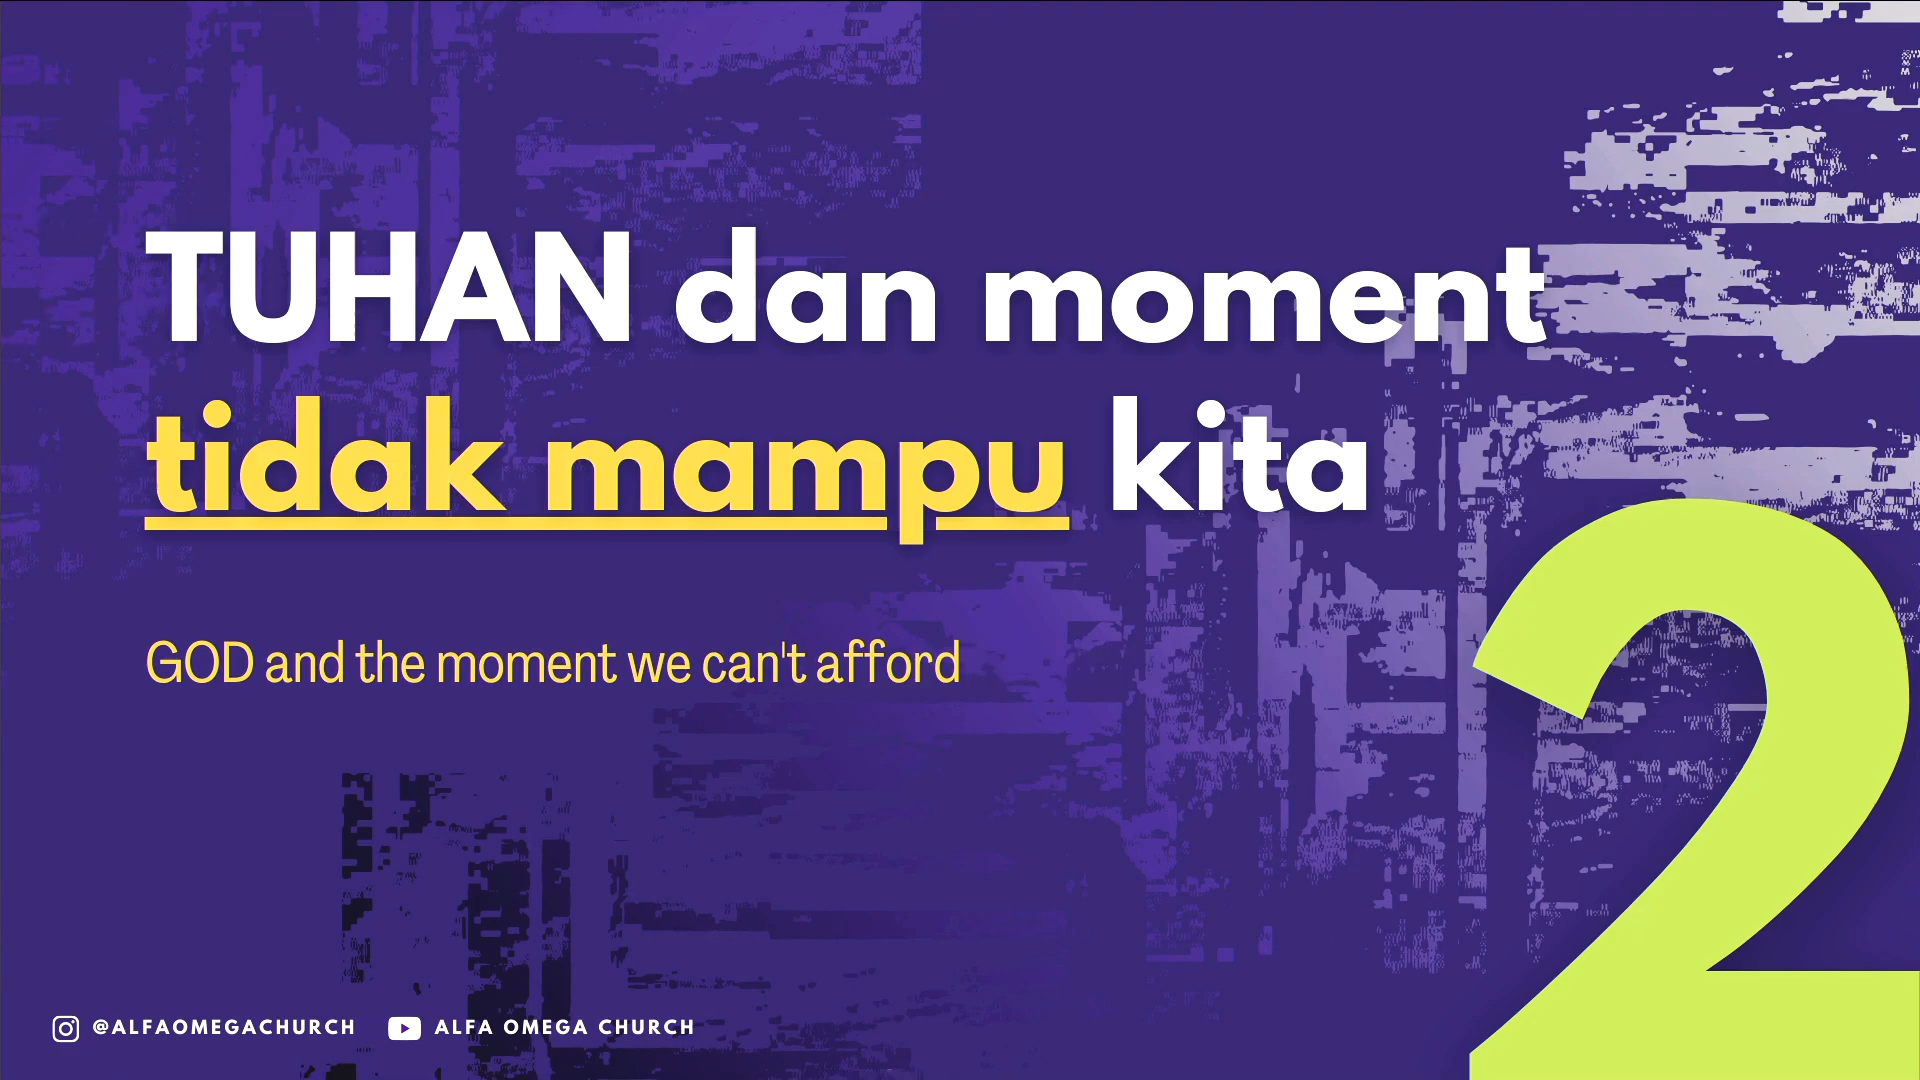 TUHAN dan moment
tidak mampu kita
GOD and the moment we can't afford
2
@ALFAOMEGACHURCH ALFA OMEGA CHURCH